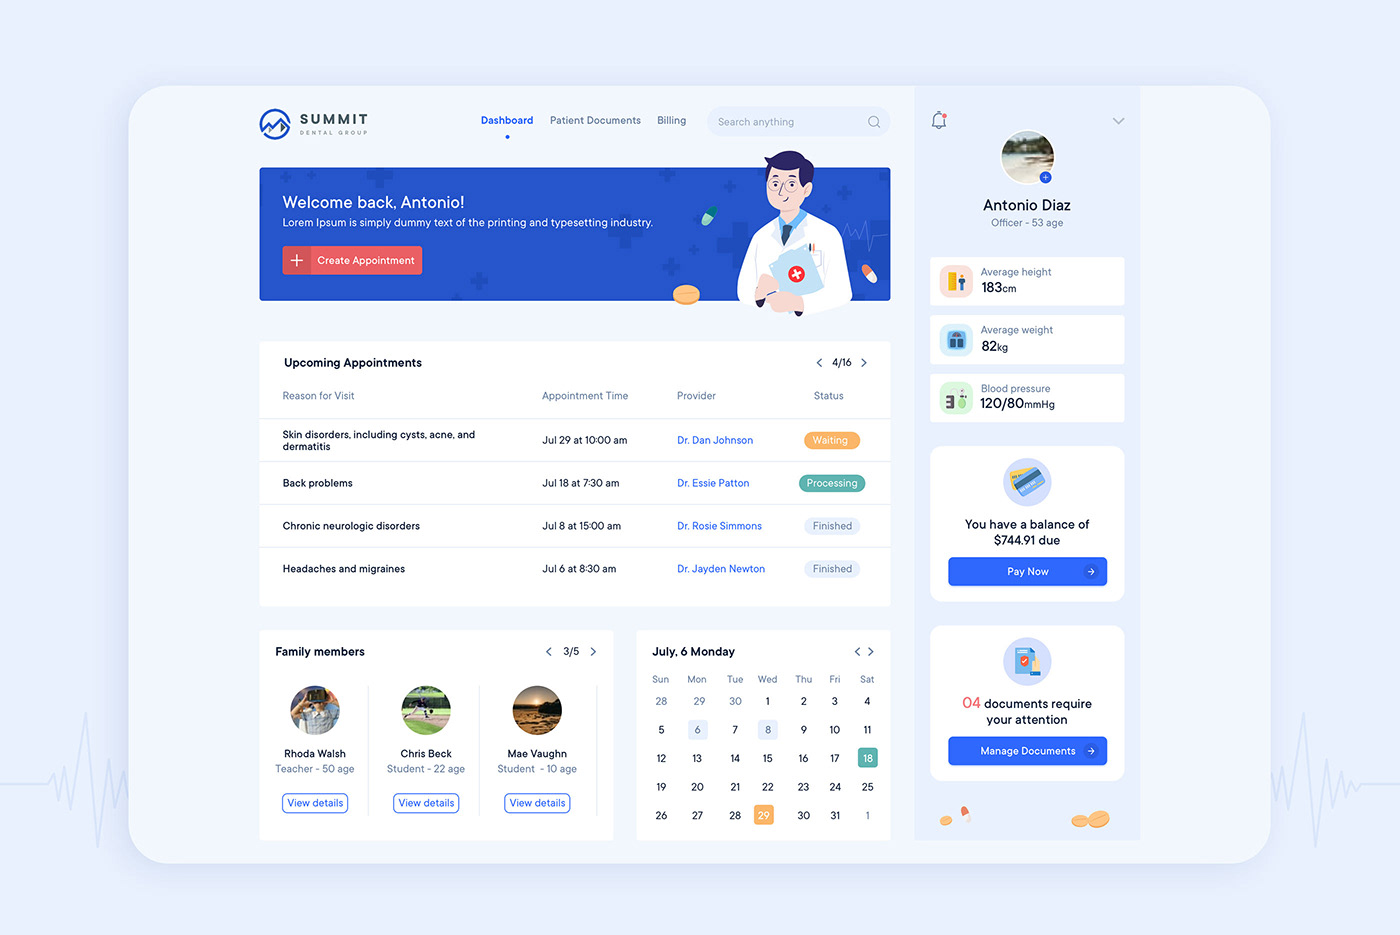 SUMMIT
DENTAL GROUP
Dashboard
Patient Documents
Billing
Search anything
Welcome back, Antonio!
Lorem Ipsum is simply dummy text of the printing and typesetting industry.
Create Appointment
Upcoming Appointments
4/16
Reason for Visit Appointment Time Provider Status
Skin disorders, including cysts, acne, and
dermatitis
Jul 29 at 10:00 am Dr. Dan Johnson Waiting
Back problems Jul 18 at 7:30 am Dr. Essie Patton Processing
Chronic neurologic disorders Jul 8 at 15:00 am Dr. Rosie Simmons Finished
Headaches and migraines Jul 6 at 8:30 am Dr. Jayden Newton Finished
Family members
3/5
Rhoda Walsh
Teacher - 50 age
View details
Chris Beck
Student - 22 age
View details
Mae Vaughn
Student - 10 age
View details
July, 6 Monday
Sun Mon Tue Wed Thu Fri Sat
28 29 30 1 2 3 4
5 6 7 8 9 10 11
12 13 14 15 16 17 18
19 20 21 22 23 24 25
26 27 28 29 30 31 1
Antonio Diaz
Officer - 53 age
Average height
183cm
Average weight
82kg
Blood pressure
120/80mmHg
You have a balance of
$744.91 due
Pay Now
04 documents require
your attention
Manage Documents